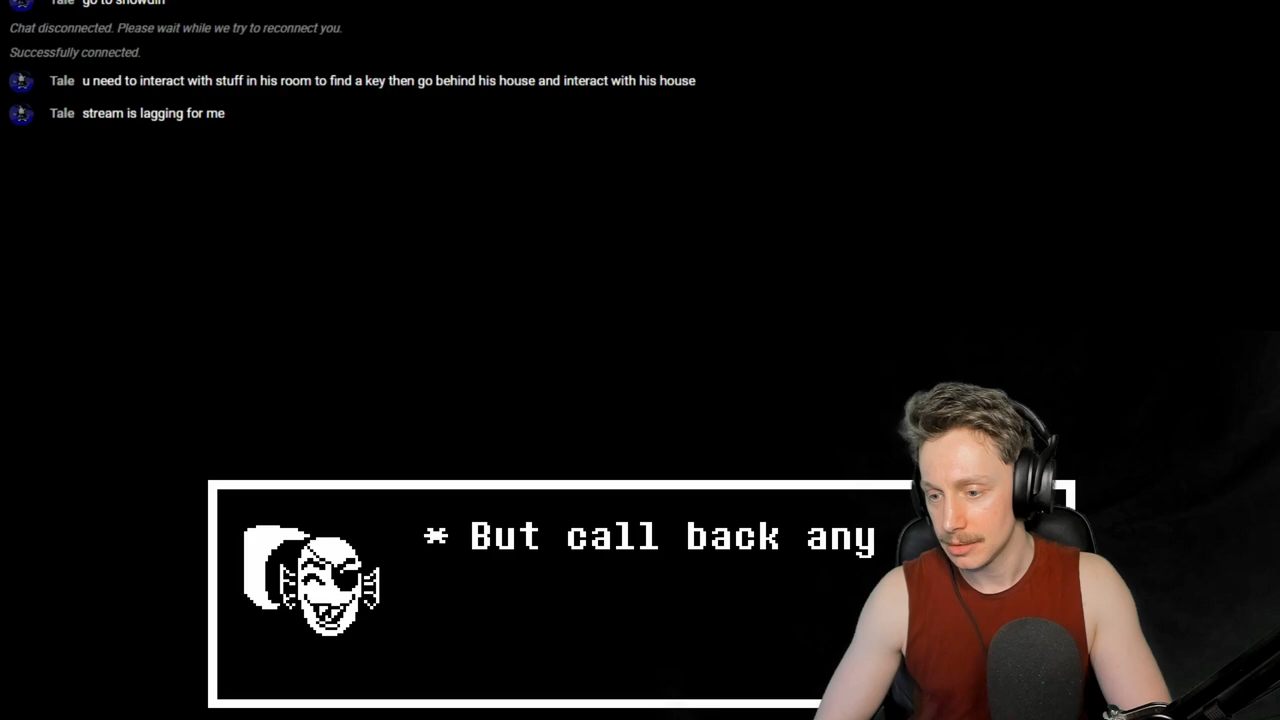 Tale go to snowdin
Chat disconnected. Please wait while we try to reconnect you.
Successfully connected.
Tale u need to interact with stuff in his room to find a key then go behind his house and interact with his house
Tale stream is lagging for me
* But call back any